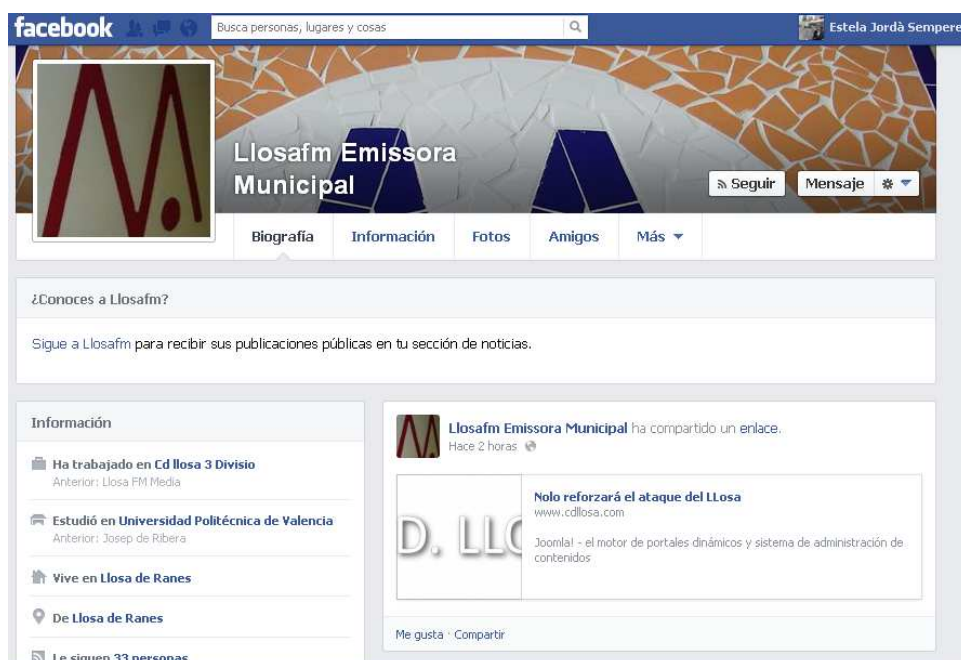 facebook
Busca personas, lugares y cosas
Estela Jordà Sempere
Llosafm Emissora
Municipal
Seguir
Mensaje
Biografía
Información
Fotos
Amigos
Más
¿Conoces a Llosafm?
Sigue a Llosafm para recibir sus publicaciones públicas en tu sección de noticias.
Información
Ha trabajado en Cd llosa 3 Divisio
Anterior: Llosa FM Media
Estudió en Universidad Politécnica de Valencia
Anterior: Josep de Ribera
Vive en Llosa de Ranes
De Llosa de Ranes
Le siguen 33 personas
Llosafm Emissora Municipal ha compartido un enlace.
Hace 2 horas
D. LLO
Nolo reforzará el ataque del LLosa
www.cdllosa.com
Joomla! - el motor de portales dinámicos y sistema de administración de
contenidos
Me gusta · Compartir